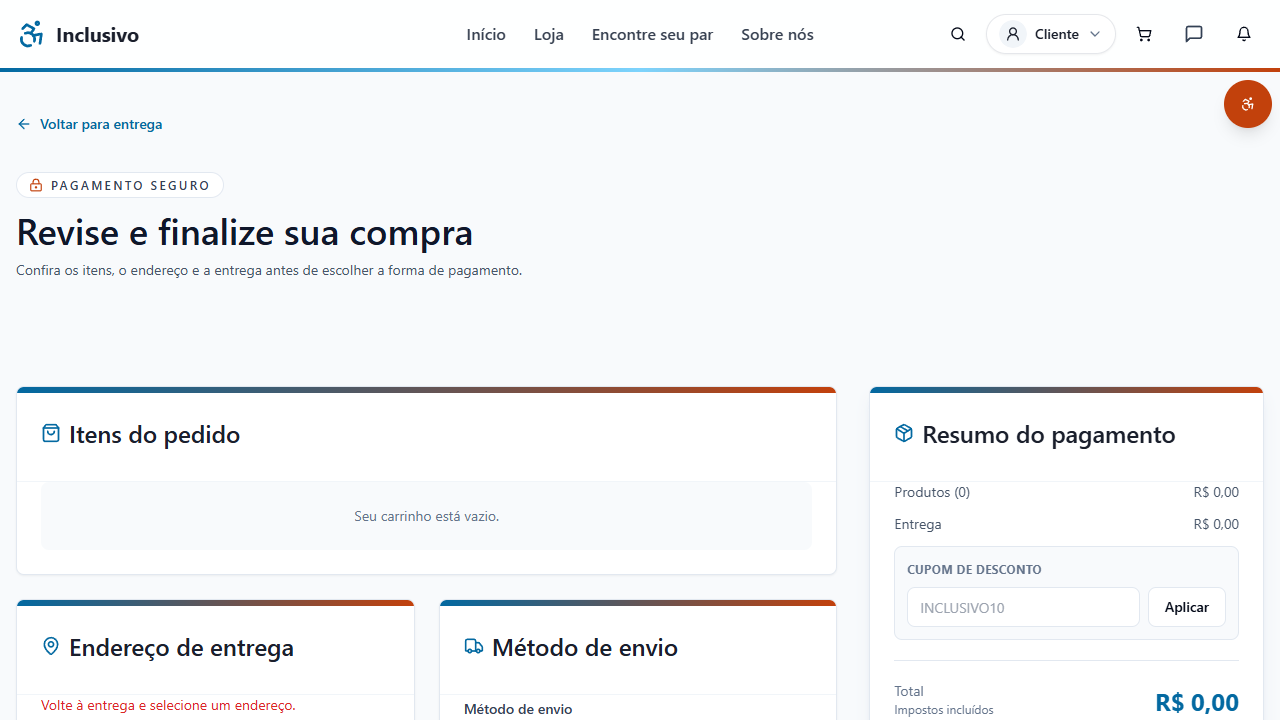 Inclusivo
Início
Loja
Encontre seu par
Sobre nós
Cliente
Voltar para entrega
PAGAMENTO SEGURO
Revise e finalize sua compra
Confira os itens, o endereço e a entrega antes de escolher a forma de pagamento.
Itens do pedido
Seu carrinho está vazio.
Endereço de entrega
Volte à entrega e selecione um endereço.
Método de envio
Método de envio
Resumo do pagamento
Produtos (0) R$ 0,00
Entrega R$ 0,00
CUPOM DE DESCONTO
INCLUSIVO10 Aplicar
Total
Impostos incluídos
R$ 0,00